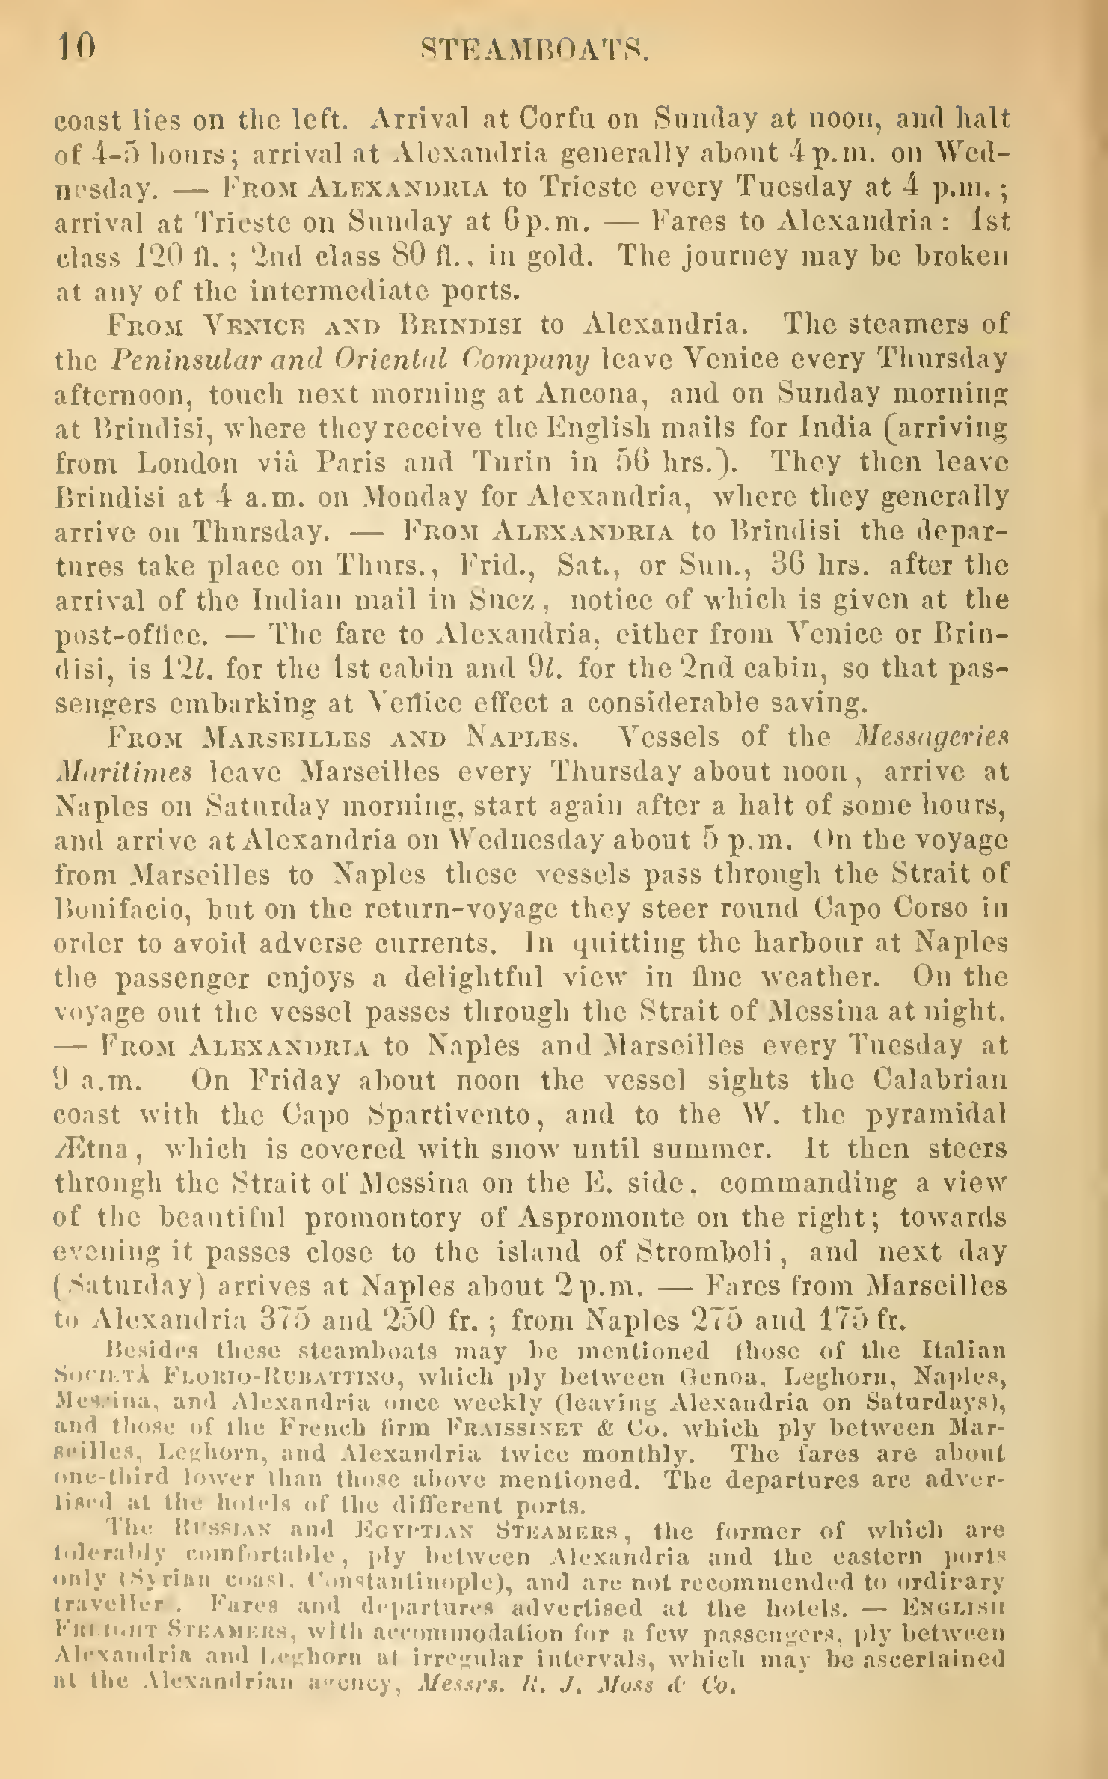 10 STEAMBOATS.
coast lies on the left. Arrival at Corfu on Sunday at noon, and halt
of 4-5 hours; arrival at Alexandria generally about 4 p.m. on Wed-
nesday. — FROM ALEXANDRIA to Trieste every Tuesday at 4 p.m.;
arrival at Trieste on Sunday at 6 p.m. — Fares to Alexandria: 1st
class 120 fl.; 2nd class 80 fl., in gold. The journey may be broken
at any of the intermediate ports.
FROM VENICE AND BRINDISI to Alexandria. The steamers of
the Peninsular and Oriental Company leave Venice every Thursday
afternoon, touch next morning at Ancona, and on Sunday morning
at Brindisi, where they receive the English mails for India (arriving
from London viâ Paris and Turin in 56 hrs.). They then leave
Brindisi at 4 a.m. on Monday for Alexandria, where they generally
arrive on Thursday. — FROM ALEXANDRIA to Brindisi the depar-
tures take place on Thurs., Frid., Sat., or Sun., 36 hrs. after the
arrival of the Indian mail in Suez, notice of which is given at the
post-office. — The fare to Alexandria, either from Venice or Brin-
disi, is 12l. for the 1st cabin and 9l. for the 2nd cabin, so that pas-
sengers embarking at Venice effect a considerable saving.
FROM MARSEILLES AND NAPLES. Vessels of the Messageries
Maritimes leave Marseilles every Thursday about noon, arrive at
Naples on Saturday morning, start again after a halt of some hours,
and arrive at Alexandria on Wednesday about 5 p.m. On the voyage
from Marseilles to Naples these vessels pass through the Strait of
Bonifacio, but on the return-voyage they steer round Capo Corso in
order to avoid adverse currents. In quitting the harbour at Naples
the passenger enjoys a delightful view in fine weather. On the
voyage out the vessel passes through the Strait of Messina at night.
— FROM ALEXANDRIA to Naples and Marseilles every Tuesday at
9 a.m. On Friday about noon the vessel sights the Calabrian
coast with the Capo Spartivento, and to the W. the pyramidal
Ætna, which is covered with snow until summer. It then steers
through the Strait of Messina on the E. side, commanding a view
of the beautiful promontory of Aspromonte on the right; towards
evening it passes close to the island of Stromboli, and next day
(Saturday) arrives at Naples about 2 p.m. — Fares from Marseilles
to Alexandria 375 and 250 fr.; from Naples 275 and 175 fr.
Besides these steamboats may be mentioned those of the Italian
SOCIETÀ FLORIO-RUBATTINO, which ply between Genoa, Leghorn, Naples,
Messina, and Alexandria once weekly (leaving Alexandria on Saturdays),
and those of the French firm FRAISSINET & Co. which ply between Mar-
seilles, Leghorn, and Alexandria twice monthly. The fares are about
one-third lower than those above mentioned. The departures are adver-
tised at the hotels of the different ports.
The RUSSIAN and EGYPTIAN STEAMERS, the former of which are
tolerably comfortable, ply between Alexandria and the eastern ports
only (Syrian coast, Constantinople), and are not recommended to ordinary
traveller. Fares and departures advertised at the hotels. — ENGLISH
FREIGHT STEAMERS, with accommodation for a few passengers, ply between
Alexandria and Leghorn at irregular intervals, which may be ascertained
at the Alexandrian agency, Messrs. R. J. Moss & Co.